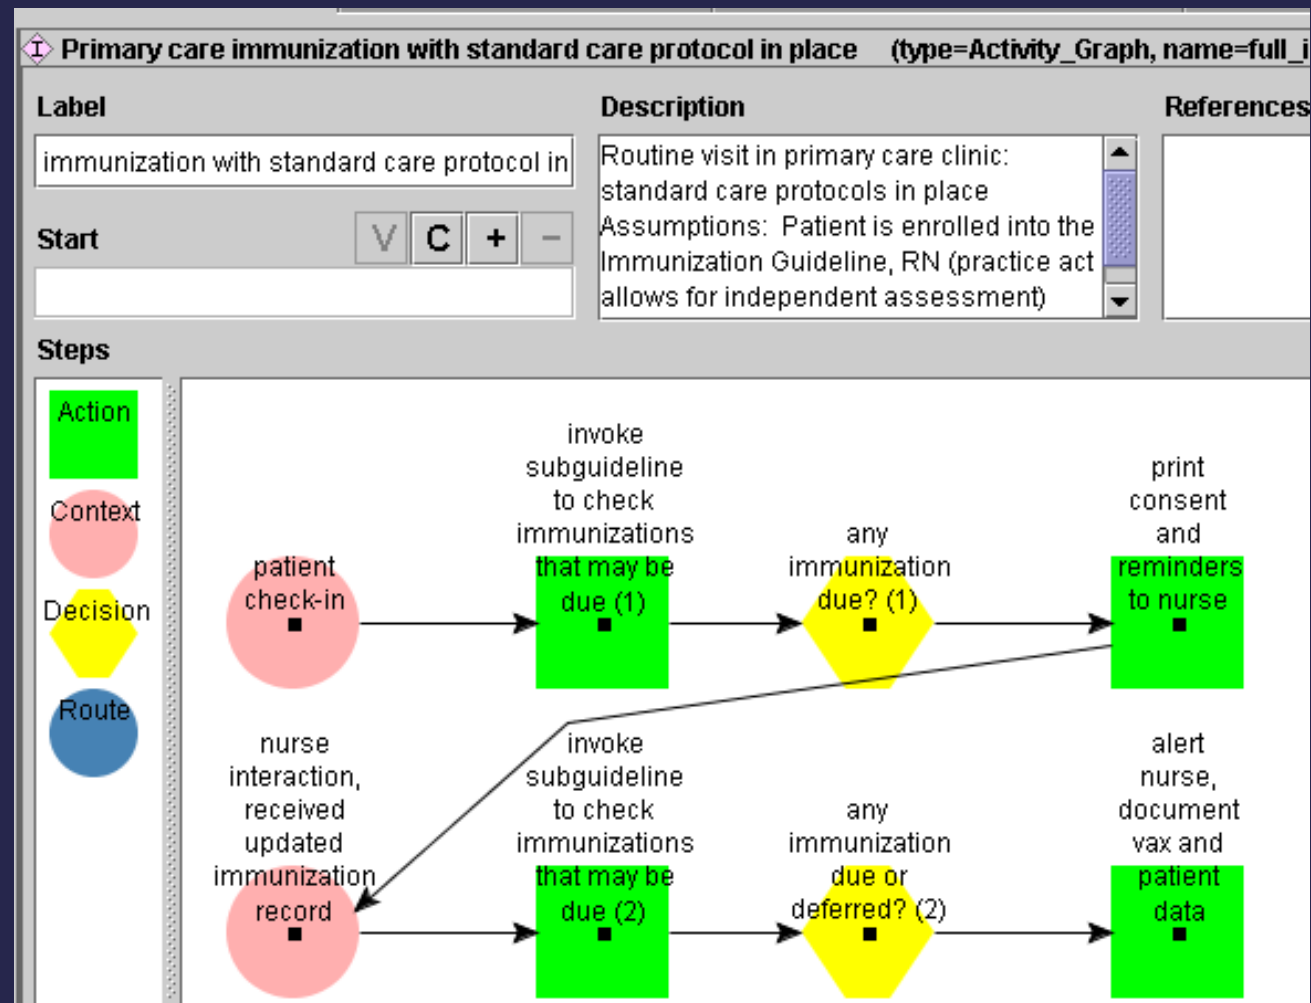 I Primary care immunization with standard care protocol in place (type=Activity_Graph, name=full_i
Label
immunization with standard care protocol in
Start
V C + −
Description
Routine visit in primary care clinic:
standard care protocols in place
Assumptions: Patient is enrolled into the
Immunization Guideline, RN (practice act
allows for independent assessment)
References
Steps
Action
Context
Decision
Route
patient
check-in
invoke
subguideline
to check
immunizations
that may be
due (1)
any
immunization
due? (1)
print
consent
and
reminders
to nurse
nurse
interaction,
received
updated
immunization
record
invoke
subguideline
to check
immunizations
that may be
due (2)
any
immunization
due or
deferred? (2)
alert
nurse,
document
vax and
patient
data